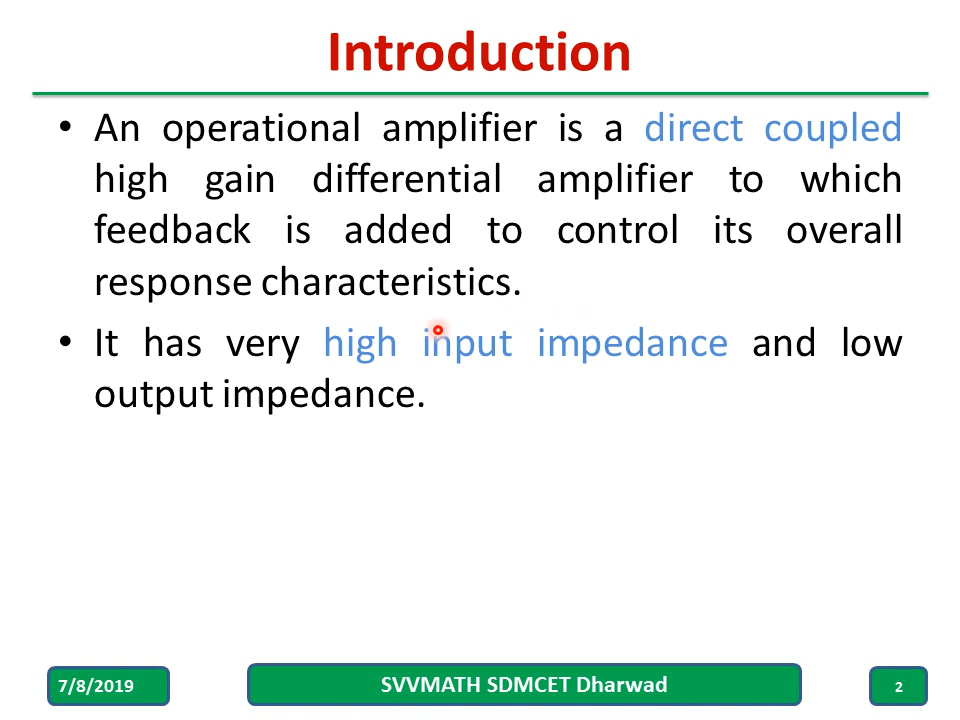 Introduction
• An operational amplifier is a direct coupled
high gain differential amplifier to which
feedback is added to control its overall
response characteristics.
• It has very high input impedance and low
output impedance.
7/8/2019
SVVMATH SDMCET Dharwad
2